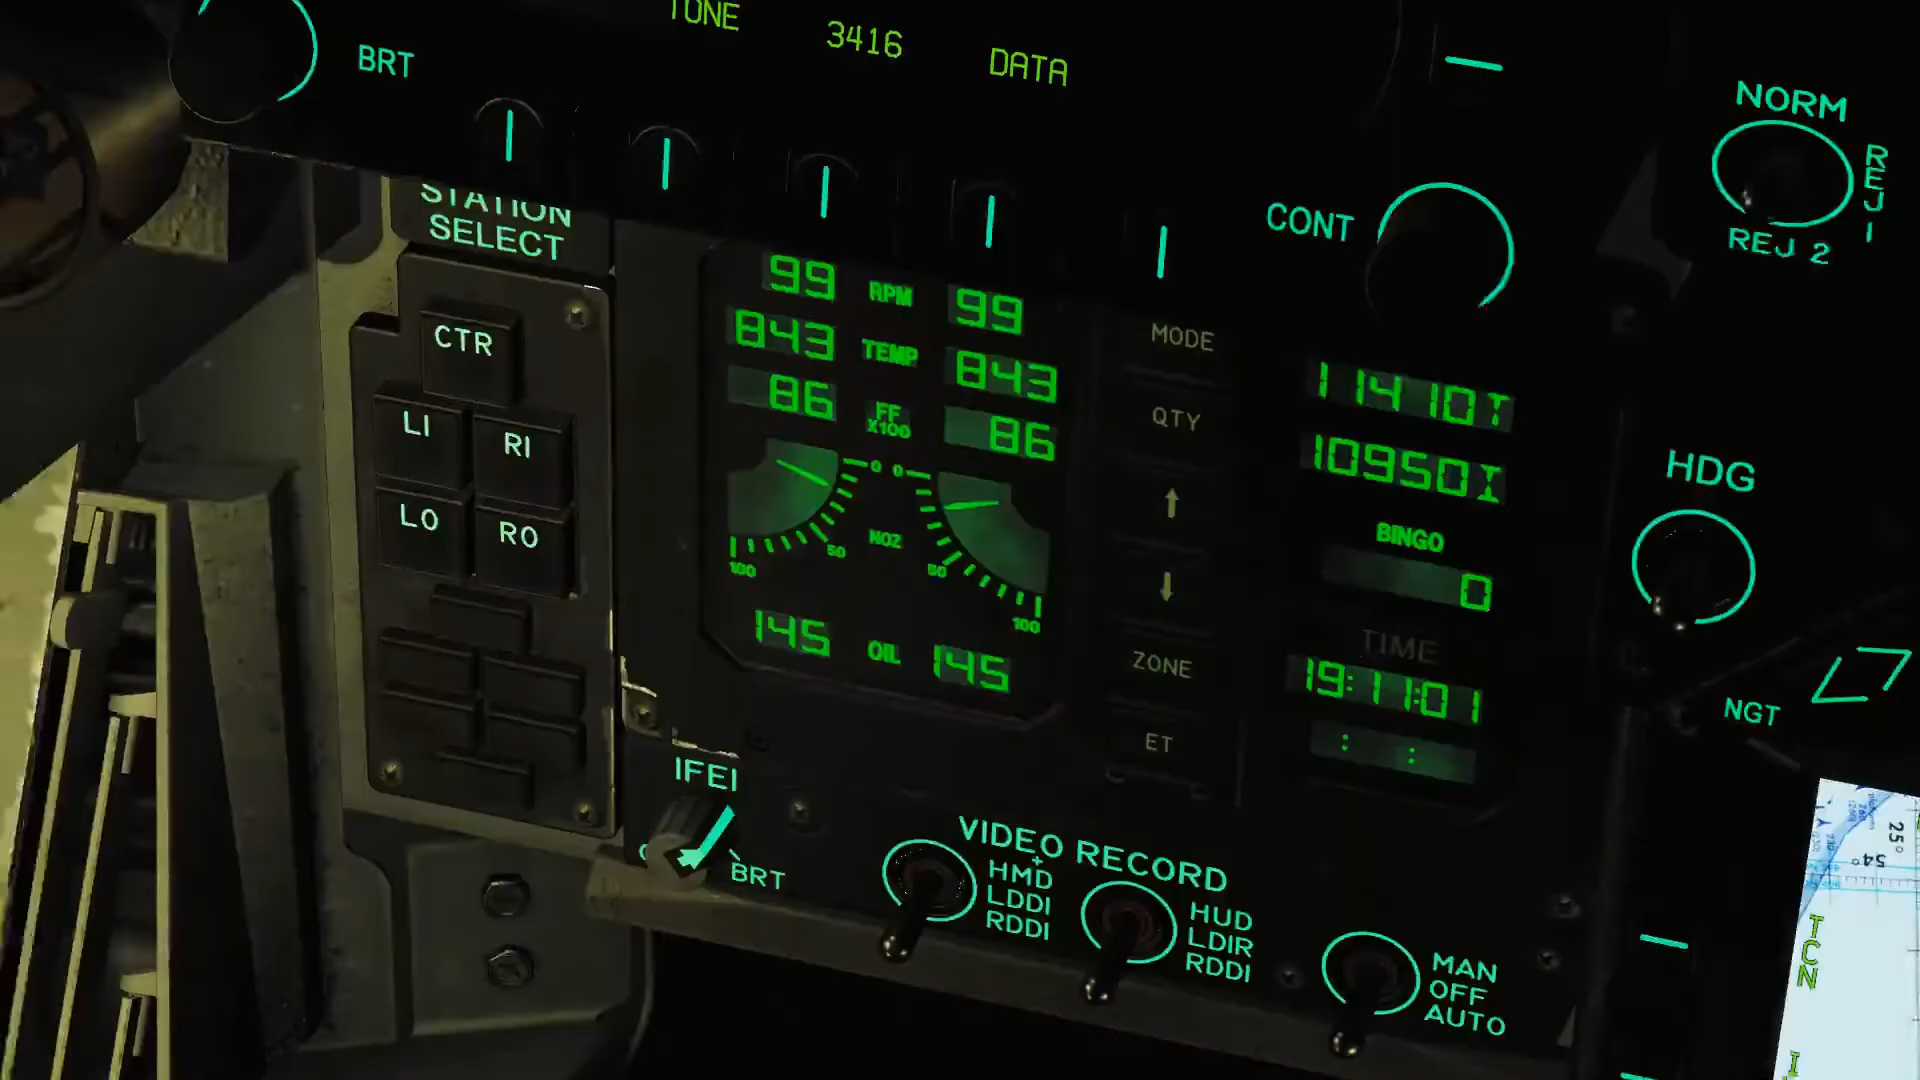 TONE
3416
DATA
BRT
NORM
REJ 1
REJ 2
STATION
SELECT
CONT
CTR
LI
RI
LO
RO
99 RPM 99
843 TEMP 843
86 FF
X100 86
0 0
NOZ
50 50
100 100
145 OIL 145
MODE
QTY
↑
↓
ZONE
ET
11410T
10950I
BINGO
0
TIME
19:11:01
: :
HDG
NGT
IFEI
BRT
VIDEO RECORD
HMD
LDDI
RDDI
HUD
LDIR
RDDI
MAN
OFF
AUTO
25°
54°
TCN